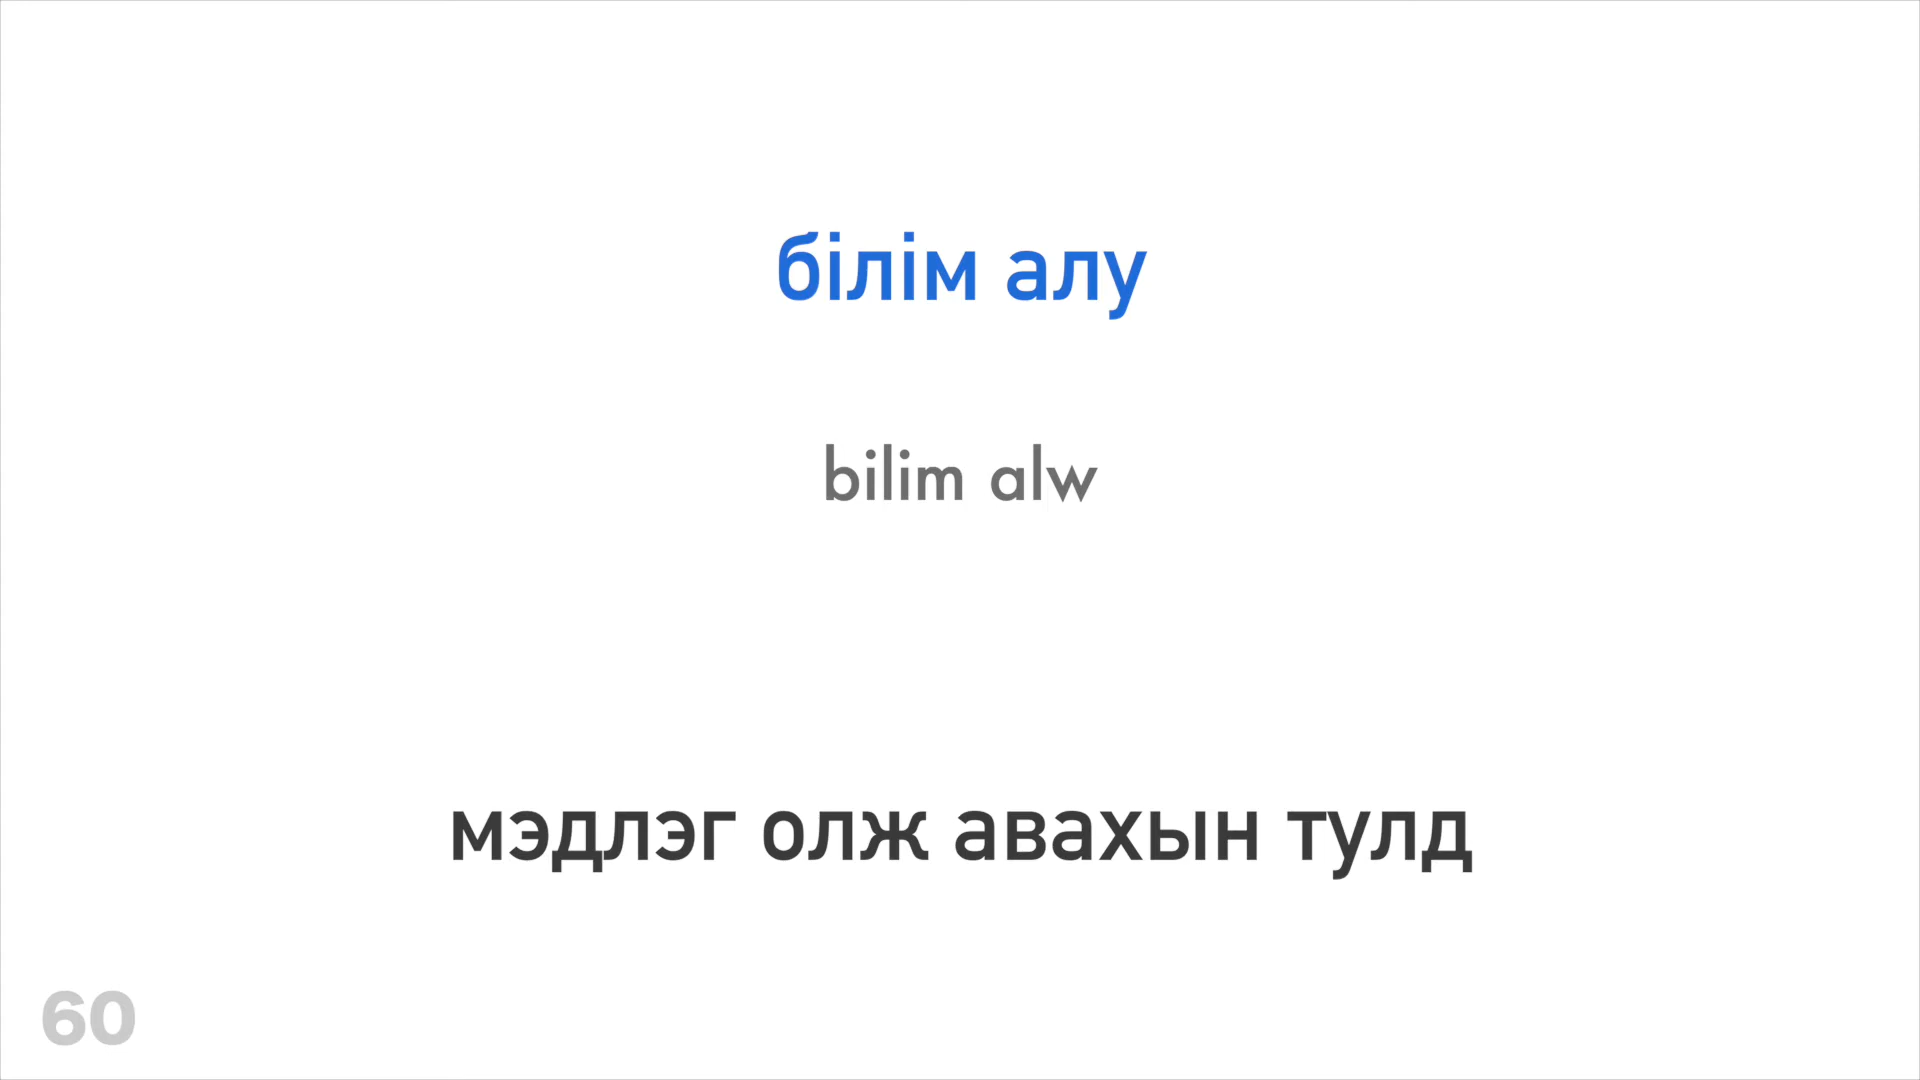 білім алу
bilim alw
мэдлэг олж авахын тулд
60